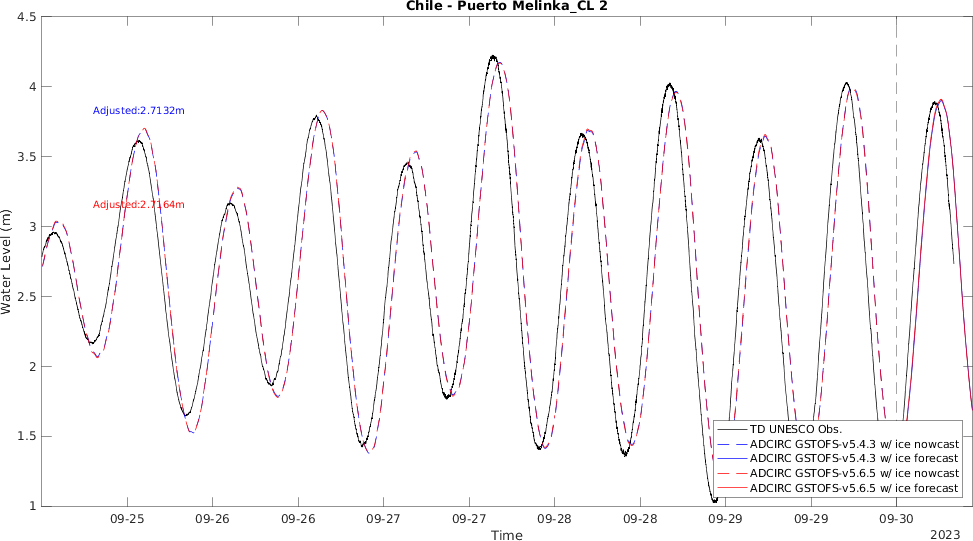 Chile - Puerto Melinka_CL 2
4.5
4
3.5
3
2.5
2
1.5
1
Water Level (m)
Adjusted:2.7132m
Adjusted:2.7164m
TD UNESCO Obs.
ADCIRC GSTOFS-v5.4.3 w/ ice nowcast
ADCIRC GSTOFS-v5.4.3 w/ ice forecast
ADCIRC GSTOFS-v5.6.5 w/ ice nowcast
ADCIRC GSTOFS-v5.6.5 w/ ice forecast
09-25 09-26 09-26 09-27 09-27 09-28 09-28 09-29 09-29 09-30
Time
2023